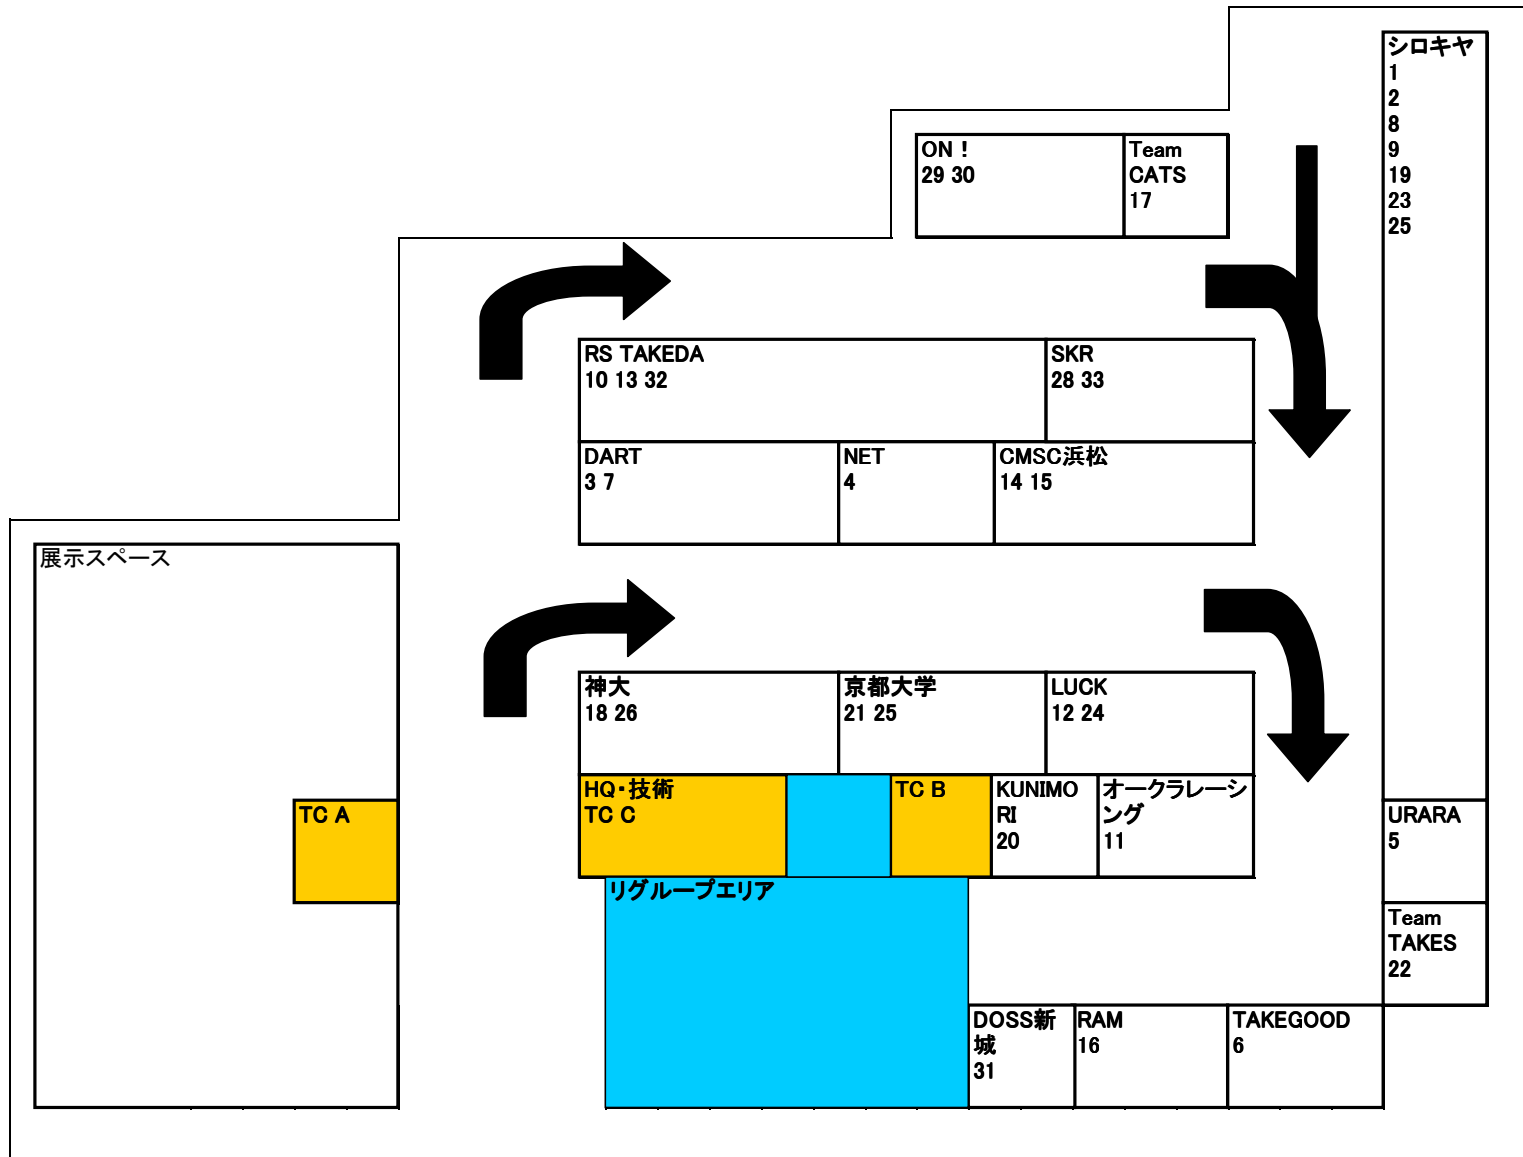 シロキヤ
1
2
8
9
19
23
25
ON！
29 30
Team
CATS
17
RS TAKEDA
10 13 32
SKR
28 33
DART
3 7
NET
4
CMSC浜松
14 15
展示スペース
神大
18 26
京都大学
21 25
LUCK
12 24
HQ・技術
TC C
TC B
KUNIMO
RI
20
オークラレーシ
ング
11
TC A
URARA
5
リグループエリア
Team
TAKES
22
DOSS新
城
31
RAM
16
TAKEGOOD
6